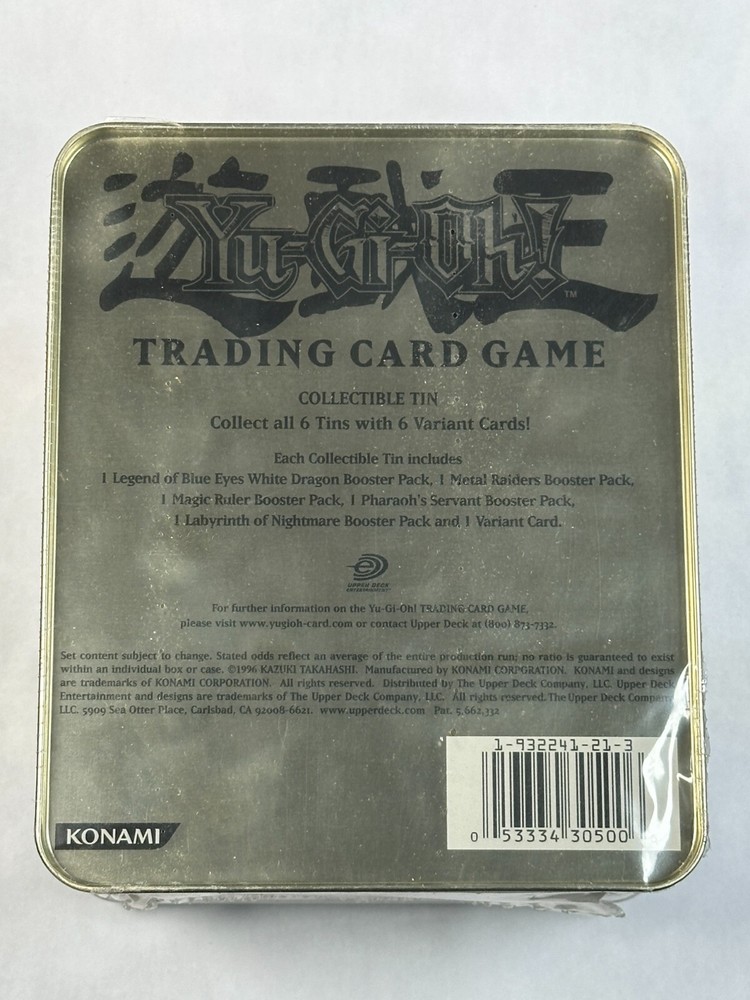 遊戯王
Yu-Gi-Oh!
TM
TRADING CARD GAME
COLLECTIBLE TIN
Collect all 6 Tins with 6 Variant Cards!
Each Collectible Tin includes
1 Legend of Blue Eyes White Dragon Booster Pack, 1 Metal Raiders Booster Pack,
1 Magic Ruler Booster Pack, 1 Pharaoh's Servant Booster Pack,
1 Labyrinth of Nightmare Booster Pack and 1 Variant Card.
UPPER DECK
ENTERTAINMENT
For further information on the Yu-Gi-Oh! TRADING CARD GAME,
please visit www.yugioh-card.com or contact Upper Deck at (800) 873-7332.
Set content subject to change. Stated odds reflect an average of the entire production run; no ratio is guaranteed to exist
within an individual box or case. ©1996 KAZUKI TAKAHASHI. Manufactured by KONAMI CORPORATION. KONAMI and designs
are trademarks of KONAMI CORPORATION. All rights reserved. Distributed by The Upper Deck Company, LLC. Upper Deck
Entertainment and designs are trademarks of The Upper Deck Company, LLC. All rights reserved. The Upper Deck Company,
LLC. 5909 Sea Otter Place, Carlsbad, CA 92008-6621. www.upperdeck.com Pat. 5,662,332
1-932241-21-3
0 53334 30500
KONAMI